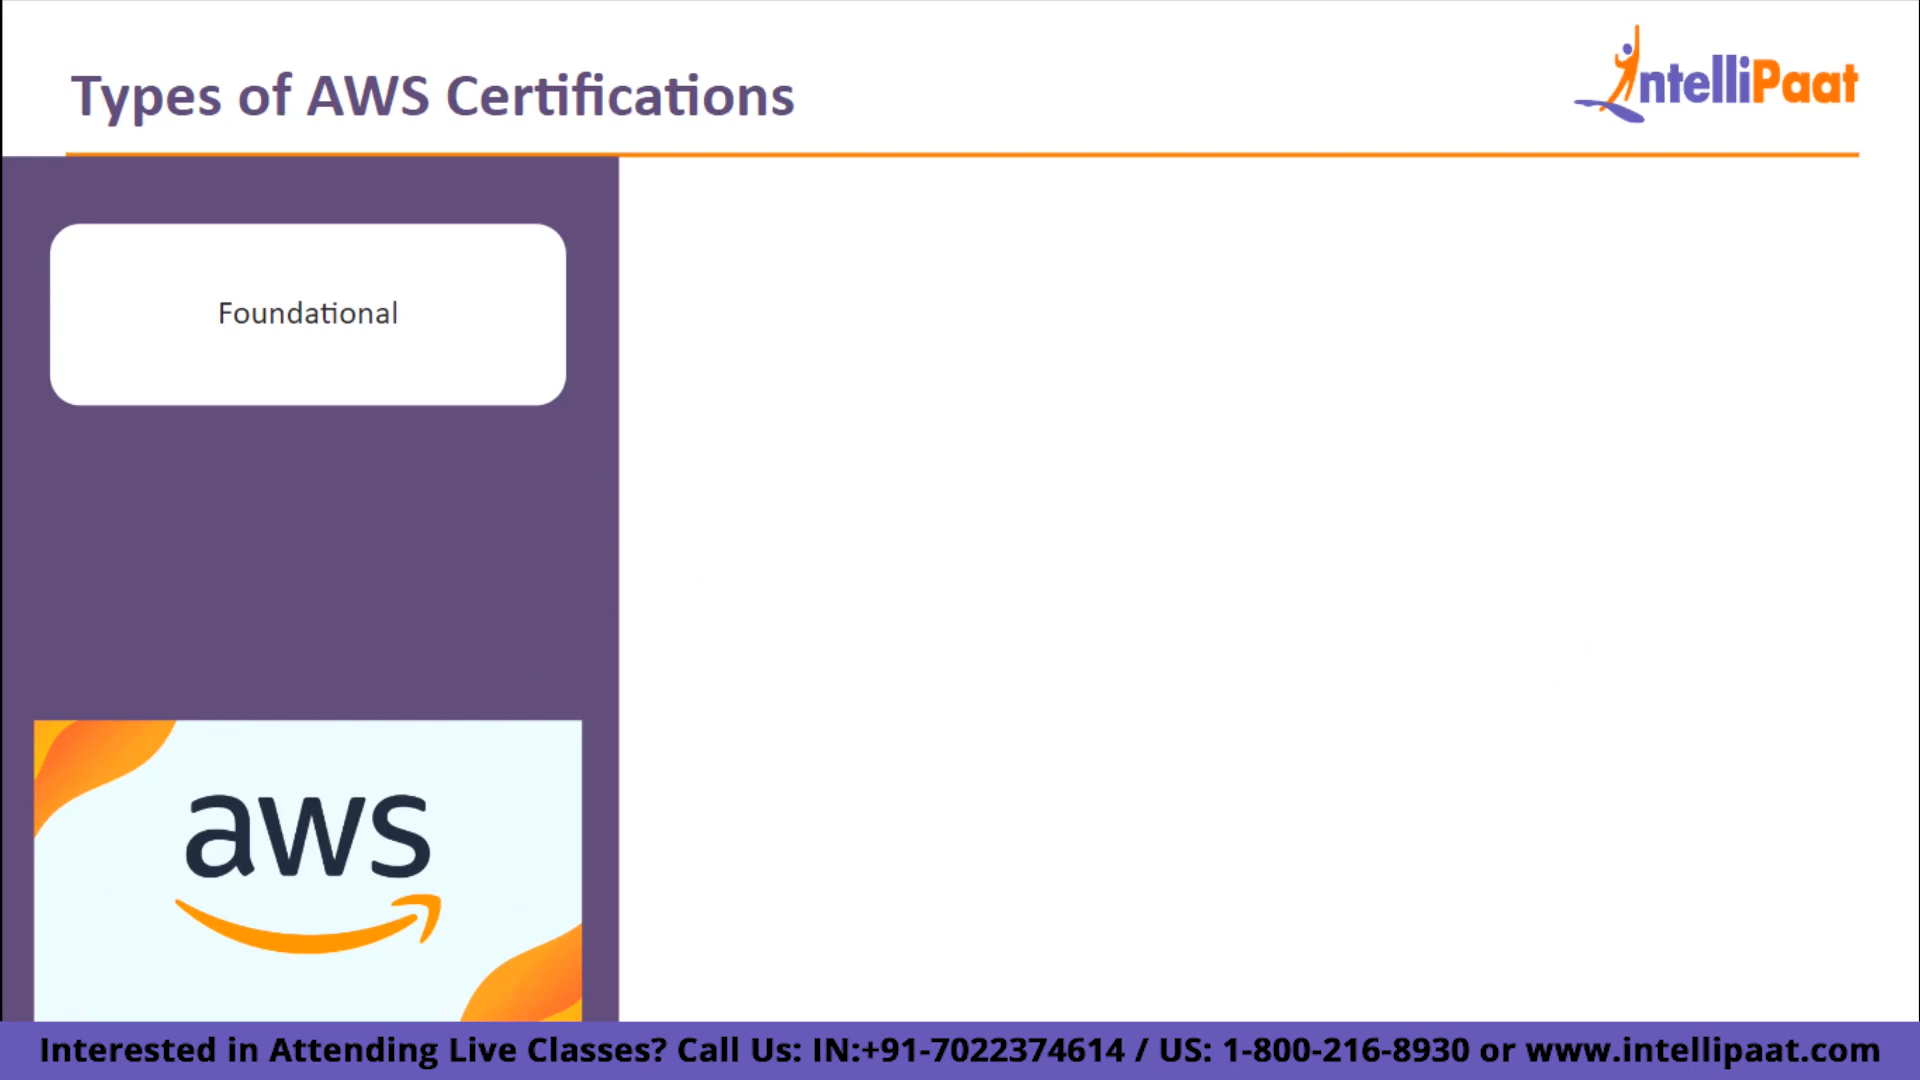 Types of AWS Certifications
IntelliPaat
Foundational
aws
Interested in Attending Live Classes? Call Us: IN:+91-7022374614 / US: 1-800-216-8930 or www.intellipaat.com